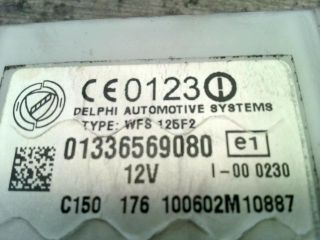 CE0123
DELPHI AUTOMOTIVE SYSTEMS
TYPE: WFS 125F2
01336569080 e1
12V I-00 0230
C150 176 100602M10887